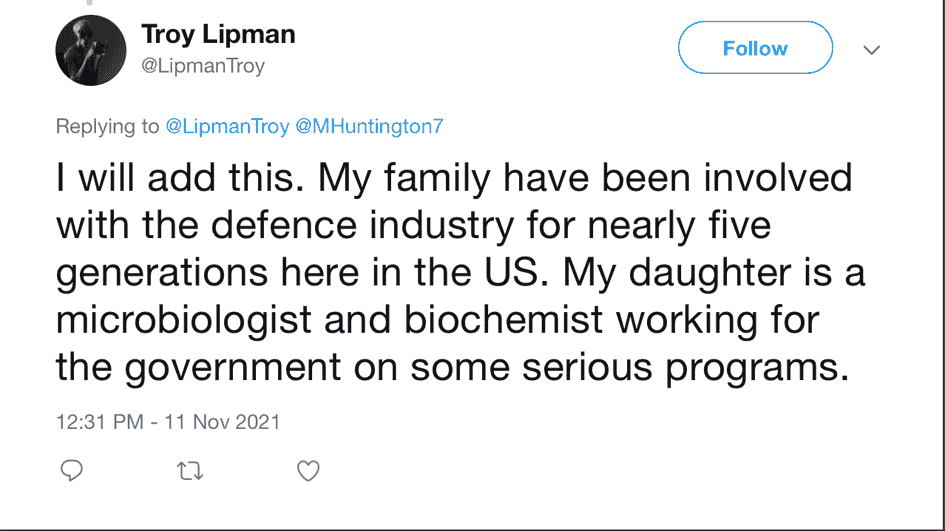 Troy Lipman
@LipmanTroy
Follow
Replying to @LipmanTroy @MHuntington7
I will add this. My family have been involved
with the defence industry for nearly five
generations here in the US. My daughter is a
microbiologist and biochemist working for
the government on some serious programs.
12:31 PM - 11 Nov 2021